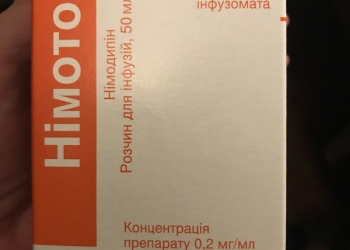 Німото
Німодипін
Розчин для інфузій, 50 мл
інфузомата
Концентрація
препарату 0,2 мг/мл